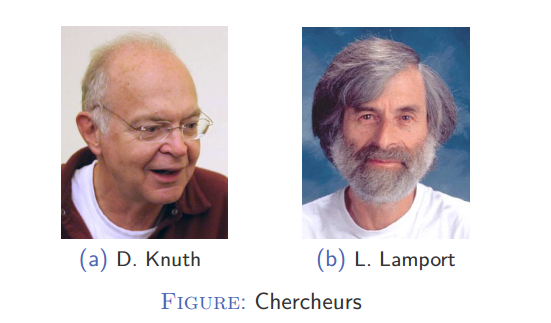 (a) D. Knuth
(b) L. Lamport
FIGURE: Chercheurs